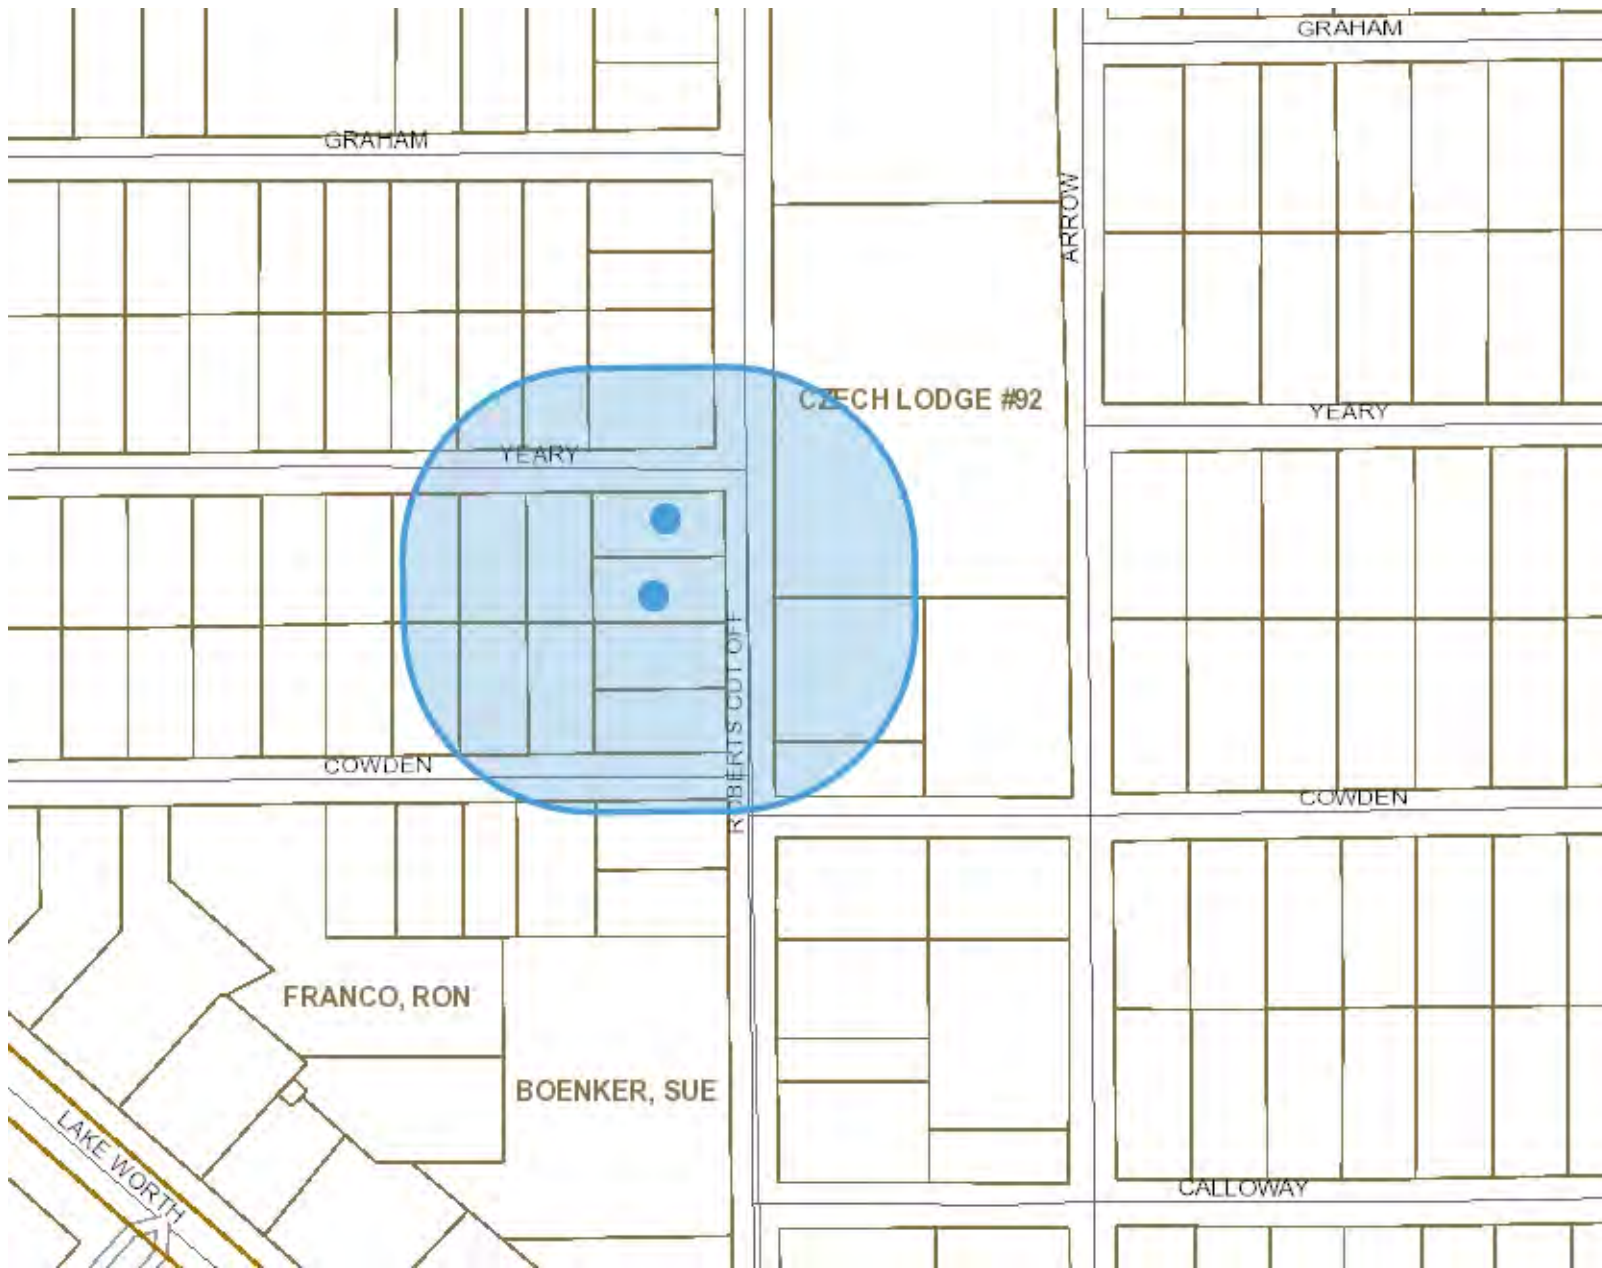 GRAHAM
GRAHAM
ARROW
CZECH LODGE #92
YEARY
YEARY
ROBERTS CUT OFF
COWDEN
COWDEN
FRANCO, RON
BOENKER, SUE
LAKE WORTH
CALLOWAY